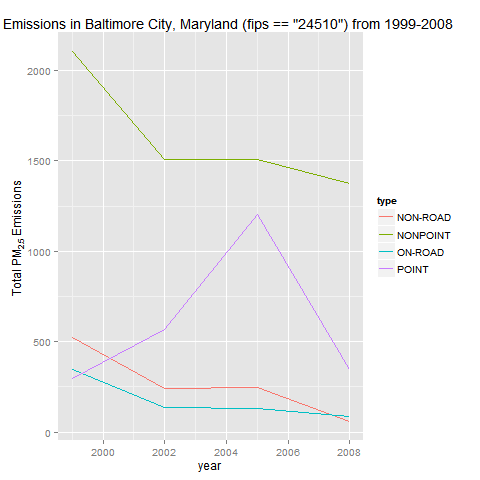 Emissions in Baltimore City, Maryland (fips == "24510") from 1999-2008
2000
1500
1000
500
0
Total PM2.5 Emissions
2000
2002
2004
2006
2008
year
type
NON-ROAD
NONPOINT
ON-ROAD
POINT